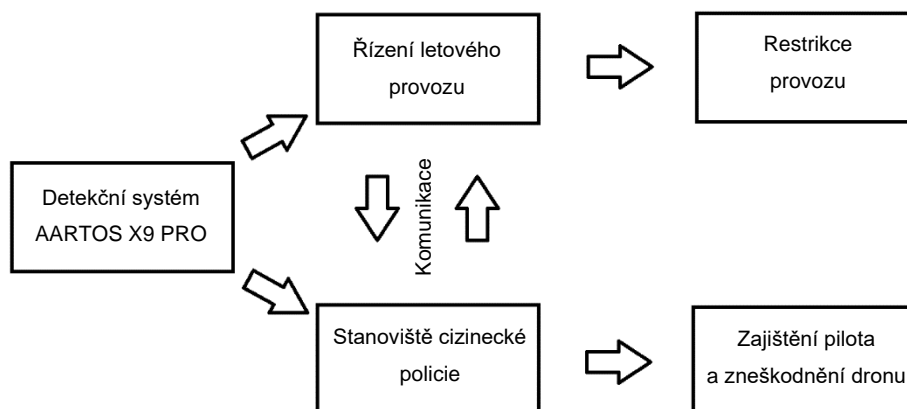 Řízení letového
provozu
Restrikce
provozu
Detekční systém
AARTOS X9 PRO
Komunikace
Stanoviště cizinecké
policie
Zajištění pilota
a zneškodnění dronu